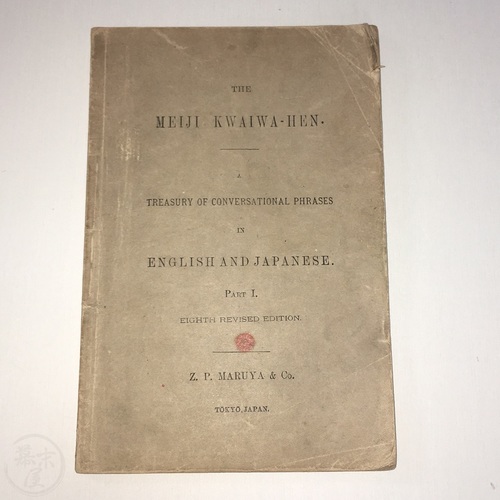 THE
MEIJI KWAIWA-HEN.
A
TREASURY OF CONVERSATIONAL PHRASES
IN
ENGLISH AND JAPANESE.
PART I.
EIGHTH REVISED EDITION.
Z. P. MARUYA & Co.
TOKYO, JAPAN.